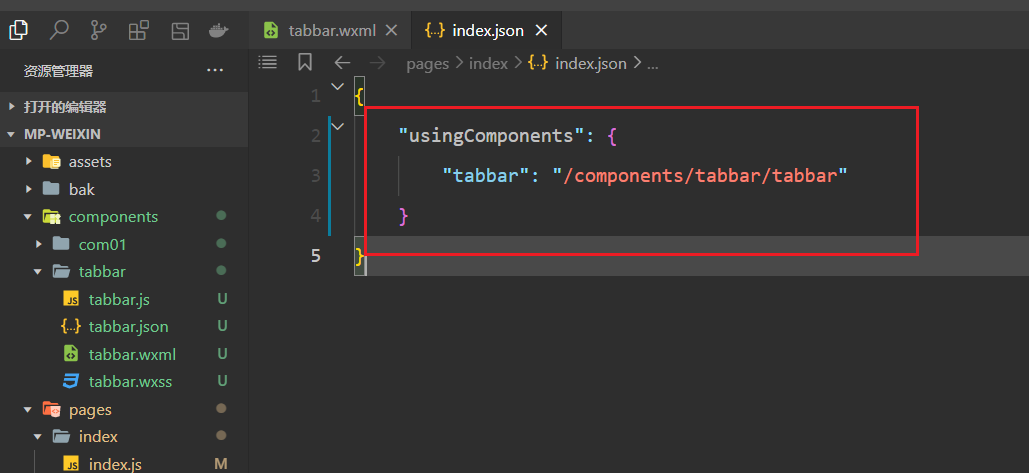 tabbar.wxml
index.json
资源管理器
pages > index > {..} index.json > ...
打开的编辑器
MP-WEIXIN
assets
bak
components
com01
tabbar
JS tabbar.js U
{..} tabbar.json U
tabbar.wxml U
tabbar.wxss U
pages
index
JS index.js M
1 {
2 "usingComponents": {
3 "tabbar": "/components/tabbar/tabbar"
4 }
5 }